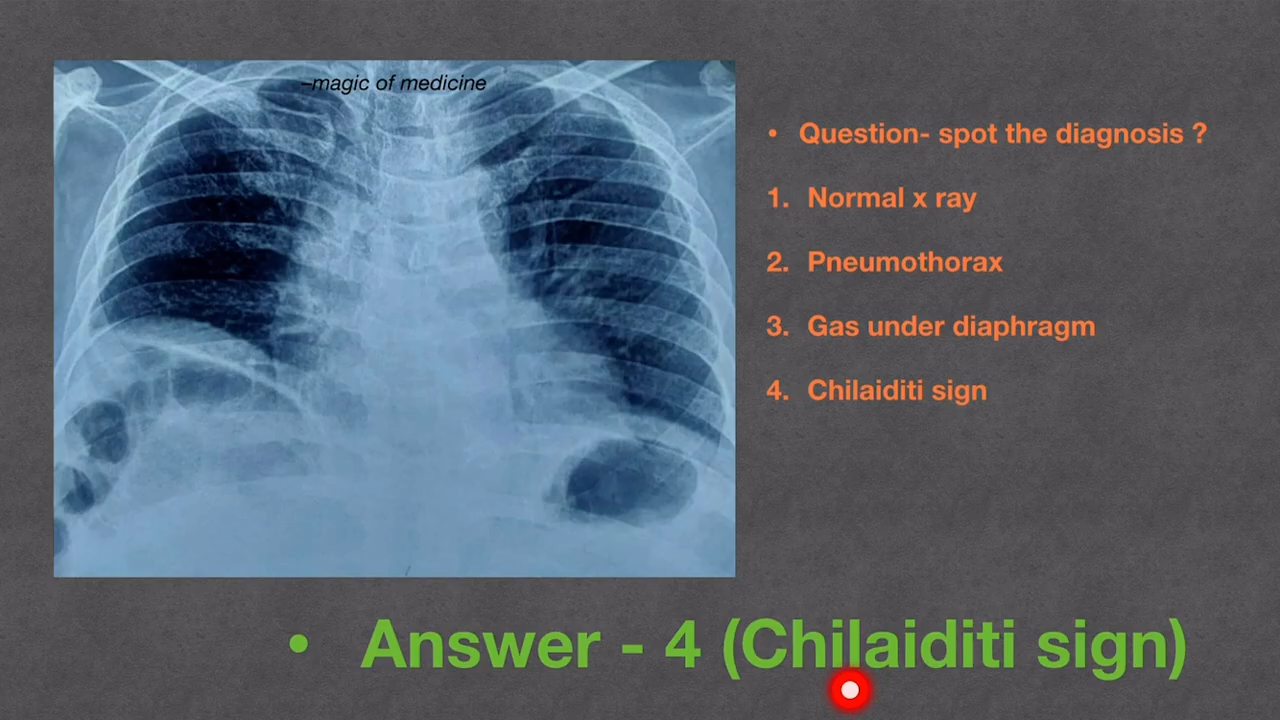 –magic of medicine
• Question- spot the diagnosis ?
1. Normal x ray
2. Pneumothorax
3. Gas under diaphragm
4. Chilaiditi sign
• Answer - 4 (Chilaiditi sign)